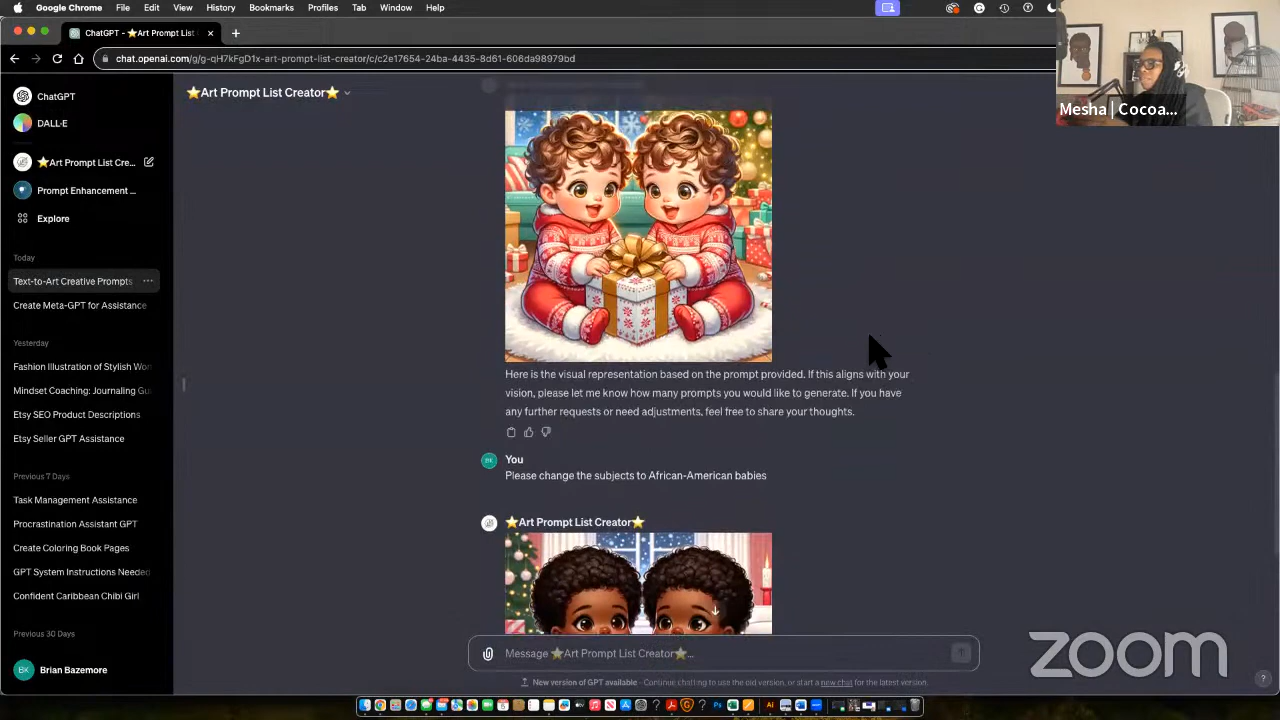 Google Chrome File Edit View History Bookmarks Profiles Tab Window Help
ChatGPT - ⭐Art Prompt List
chat.openai.com/g/g-qH7kFgD1x-art-prompt-list-creator/c/c2e17654-24ba-4435-8d61-606da98979bd
Mesha | Cocoa...
ChatGPT
DALL·E
⭐Art Prompt List Cre...
Prompt Enhancement ...
Explore
Today
Text-to-Art Creative Prompts
Create Meta-GPT for Assistance
Yesterday
Fashion Illustration of Stylish Wo
Mindset Coaching: Journaling Gu
Etsy SEO Product Descriptions
Etsy Seller GPT Assistance
Previous 7 Days
Task Management Assistance
Procrastination Assistant GPT
Create Coloring Book Pages
GPT System Instructions Needed
Confident Caribbean Chibi Girl
Previous 30 Days
BK Brian Bazemore
⭐Art Prompt List Creator⭐
Here is the visual representation based on the prompt provided. If this aligns with your
vision, please let me know how many prompts you would like to generate. If you have
any further requests or need adjustments, feel free to share your thoughts.
BK You
Please change the subjects to African-American babies
⭐Art Prompt List Creator⭐
Message ⭐Art Prompt List Creator⭐...
New version of GPT available - Continue chatting to use the old version, or start a new chat for the latest version.
zoom
?